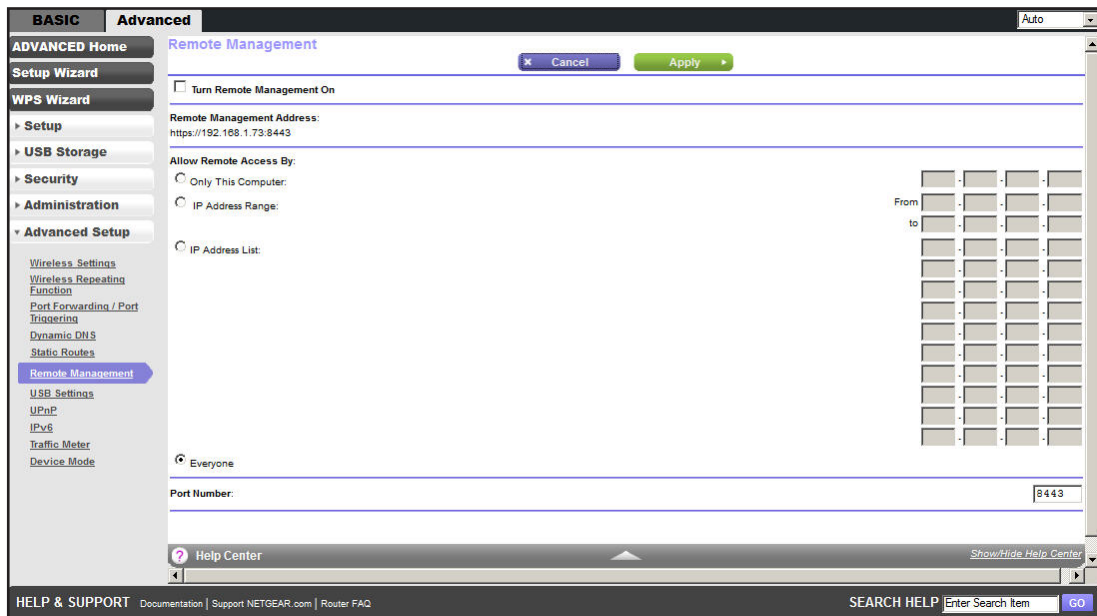 BASIC
Advanced
Auto
ADVANCED Home
Setup Wizard
WPS Wizard
Setup
USB Storage
Security
Administration
Advanced Setup
Wireless Settings
Wireless Repeating
Function
Port Forwarding / Port
Triggering
Dynamic DNS
Static Routes
Remote Management
USB Settings
UPnP
IPv6
Traffic Meter
Device Mode
Remote Management
Cancel
Apply
Turn Remote Management On
Remote Management Address:
https://192.168.1.73:8443
Allow Remote Access By:
Only This Computer:
IP Address Range:
From
to
IP Address List:
Everyone
Port Number:
8443
? Help Center
Show/Hide Help Center
HELP & SUPPORT Documentation | Support NETGEAR.com | Router FAQ
SEARCH HELP Enter Search Item GO